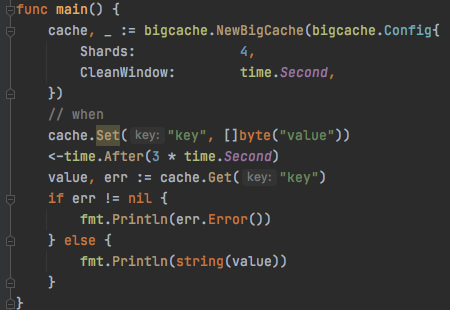 func main() {
    cache, _ := bigcache.NewBigCache(bigcache.Config{
        Shards:             4,
        CleanWindow:        time.Second,
    })
    // when
    cache.Set( key: "key", []byte("value"))
    <-time.After(3 * time.Second)
    value, err := cache.Get( key: "key")
    if err != nil {
        fmt.Println(err.Error())
    } else {
        fmt.Println(string(value))
    }
}